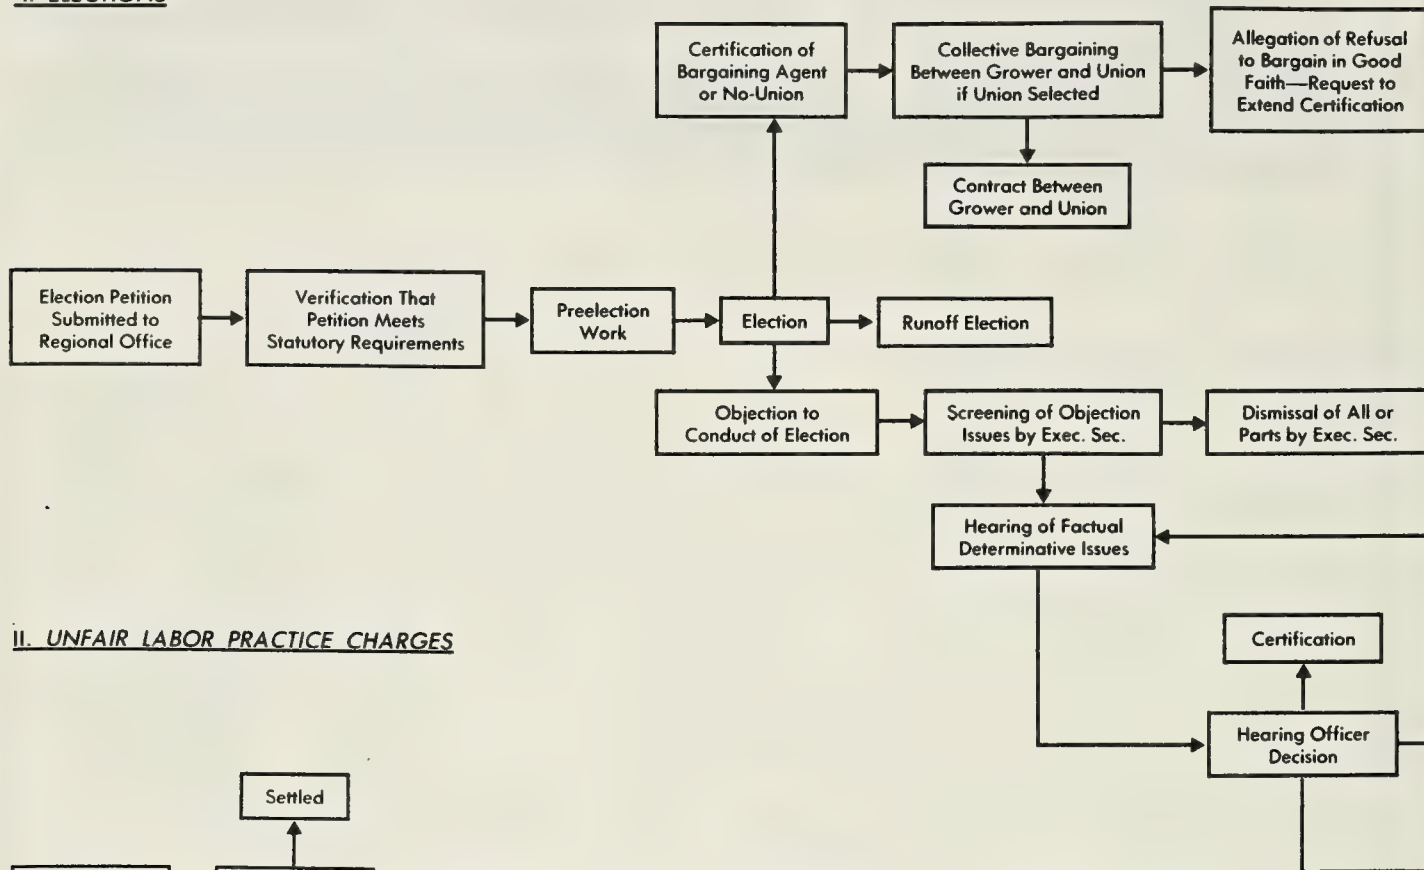 I. ELECTIONS
Certification of
Bargaining Agent
or No-Union
Collective Bargaining
Between Grower and Union
if Union Selected
Allegation of Refusal
to Bargain in Good
Faith—Request to
Extend Certification
Contract Between
Grower and Union
Election Petition
Submitted to
Regional Office
Verification That
Petition Meets
Statutory Requirements
Preelection
Work
Election
Runoff Election
Objection to
Conduct of Election
Screening of Objection
Issues by Exec. Sec.
Dismissal of All or
Parts by Exec. Sec.
Hearing of Factual
Determinative Issues
II. UNFAIR LABOR PRACTICE CHARGES
Certification
Hearing Officer
Decision
Settled